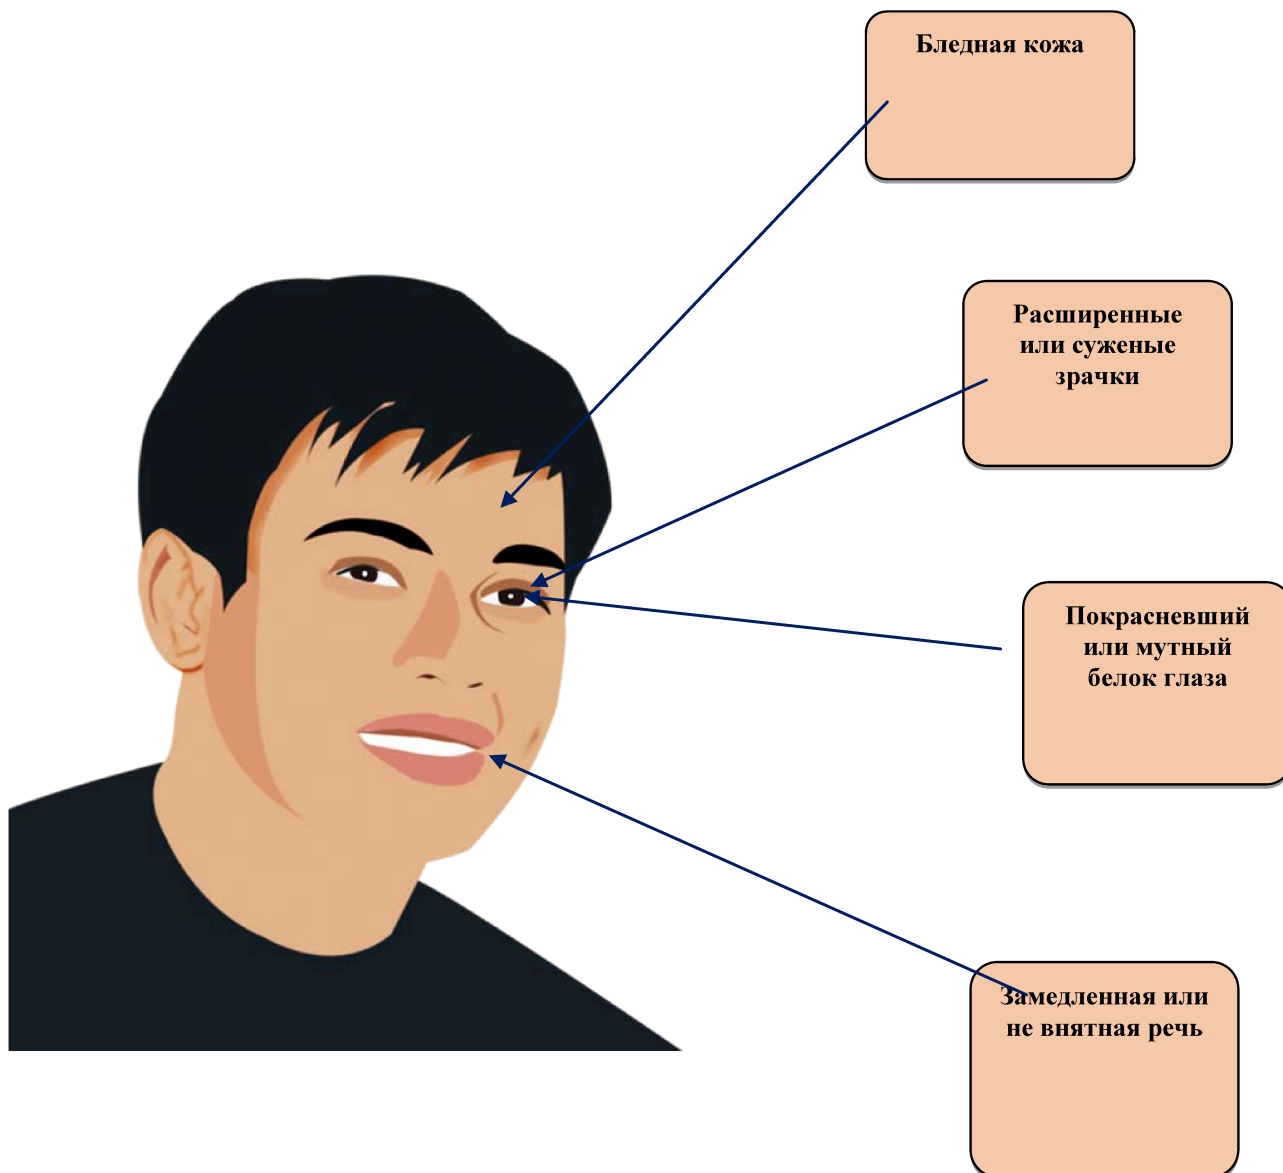 Бледная кожа
Расширенные
или суженые
зрачки
Покрасневший
или мутный
белок глаза
Замедленная или
не внятная речь